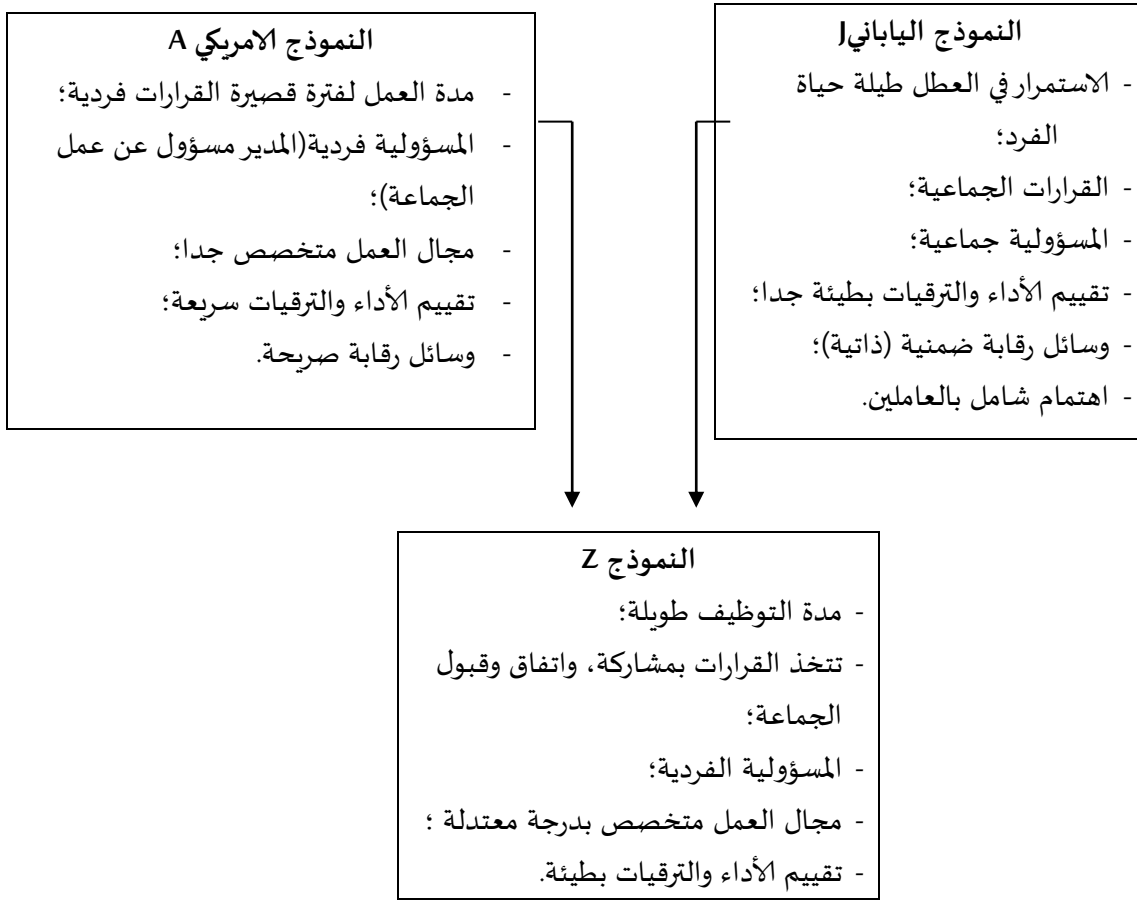 النموذج اليابانيJ
- الاستمرار في العطل طيلة حياة
الفرد؛
- القرارات الجماعية؛
- المسؤولية جماعية؛
- تقييم الأداء والترقيات بطيئة جدا؛
- وسائل رقابة ضمنية (ذاتية)؛
- اهتمام شامل بالعاملين.
النموذج الامريكي A
- مدة العمل لفترة قصيرة القرارات فردية؛
- المسؤولية فردية(المدير مسؤول عن عمل
الجماعة)؛
- مجال العمل متخصص جدا؛
- تقييم الأداء والترقيات سريعة؛
- وسائل رقابة صريحة.
النموذج Z
- مدة التوظيف طويلة؛
- تتخذ القرارات بمشاركة، واتفاق وقبول
الجماعة؛
- المسؤولية الفردية؛
- مجال العمل متخصص بدرجة معتدلة ؛
- تقييم الأداء والترقيات بطيئة.